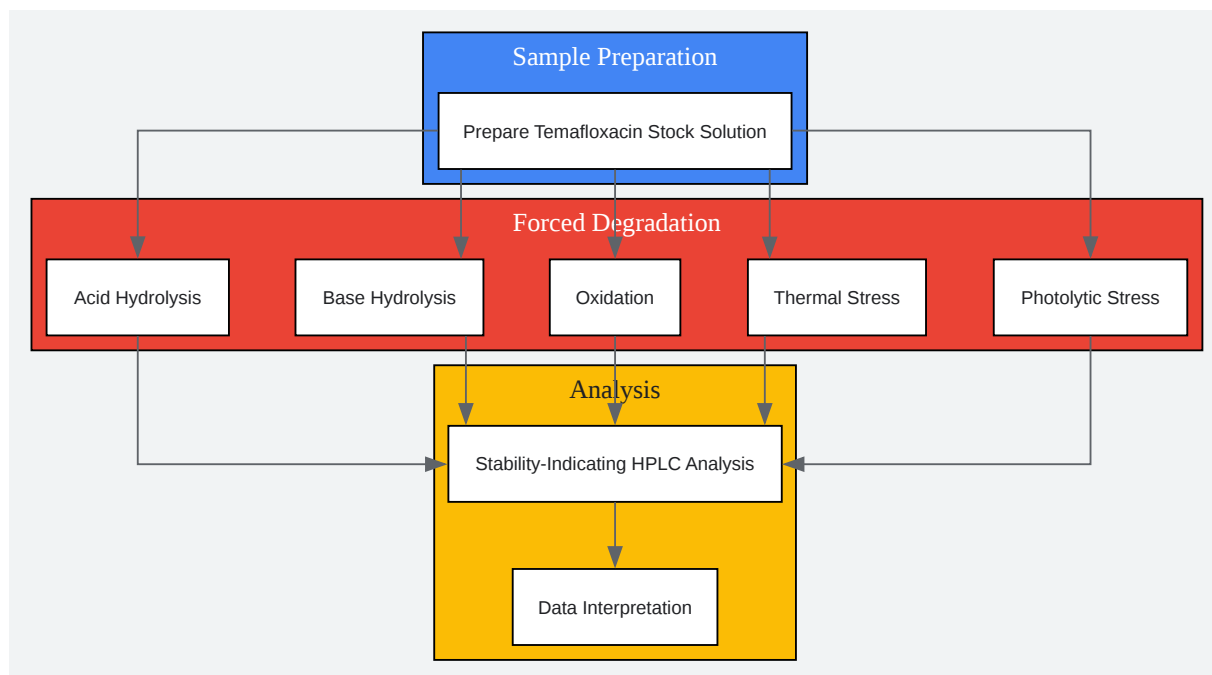 Sample Preparation
Prepare Temafloxacin Stock Solution
Forced Degradation
Acid Hydrolysis
Base Hydrolysis
Oxidation
Thermal Stress
Photolytic Stress
Analysis
Stability-Indicating HPLC Analysis
Data Interpretation